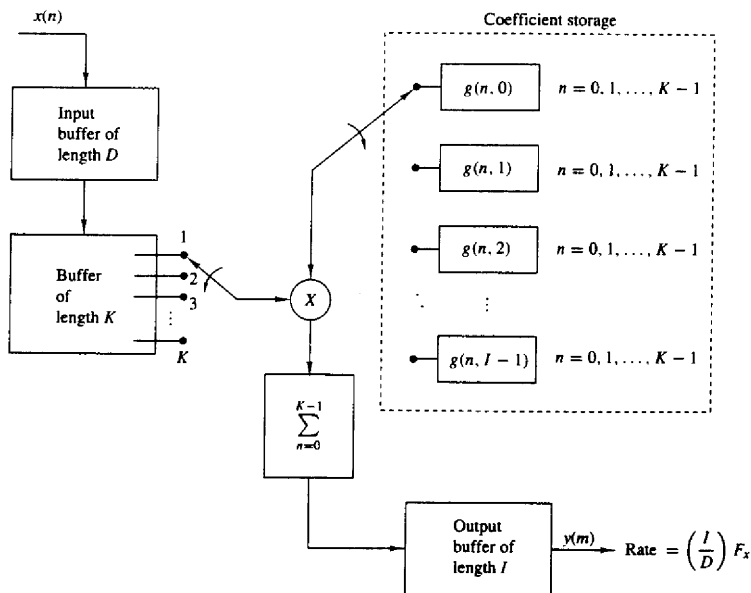 x(n)
Coefficient storage
Input
buffer of
length D
g(n, 0) n = 0, 1, . . . , K − 1
g(n, 1) n = 0, 1, . . . , K − 1
g(n, 2) n = 0, 1, . . . , K − 1
⋮
g(n, I − 1) n = 0, 1, . . . , K − 1
Buffer
of
length K
1
2
3
⋮
K
X
K−1
∑
n=0
Output
buffer of
length I
y(m)
Rate = (I/D) Fₓ